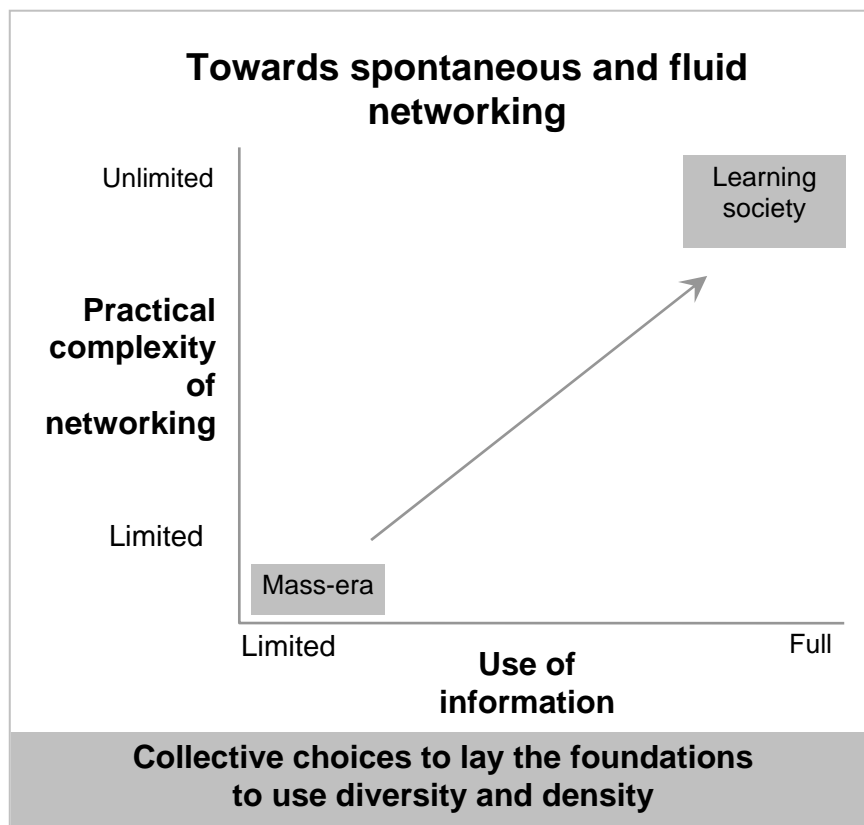 Towards spontaneous and fluid
networking
Unlimited
Learning
society
Practical
complexity
of
networking
Limited
Mass-era
Limited
Full
Use of
information
Collective choices to lay the foundations
to use diversity and density